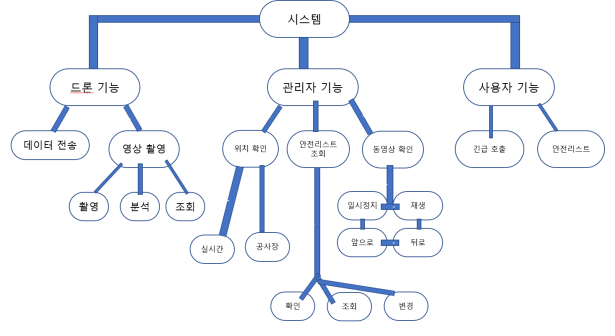 시스템
드론 기능
관리자 기능
사용자 기능
데이터 전송
영상 촬영
위치 확인
안전리스트
조회
동영상 확인
긴급 호출
안전리스트
촬영
분석
조회
일시정지
재생
실시간
공사장
앞으로
뒤로
확인
조회
변경